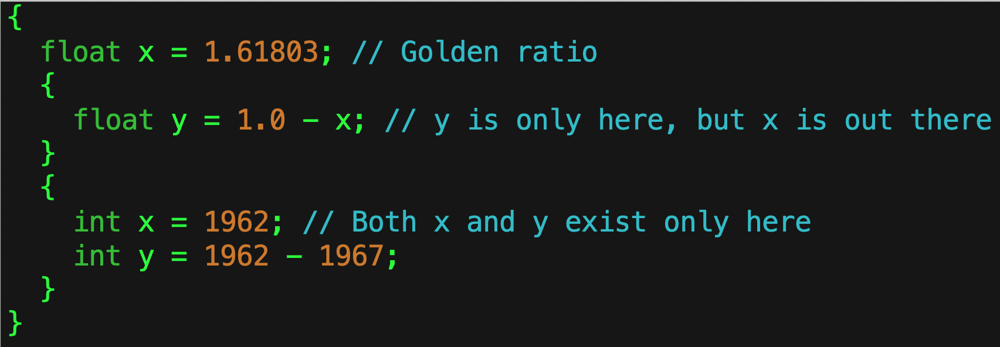 {
  float x = 1.61803; // Golden ratio
  {
    float y = 1.0 - x; // y is only here, but x is out there
  }
  {
    int x = 1962; // Both x and y exist only here
    int y = 1962 - 1967;
  }
}